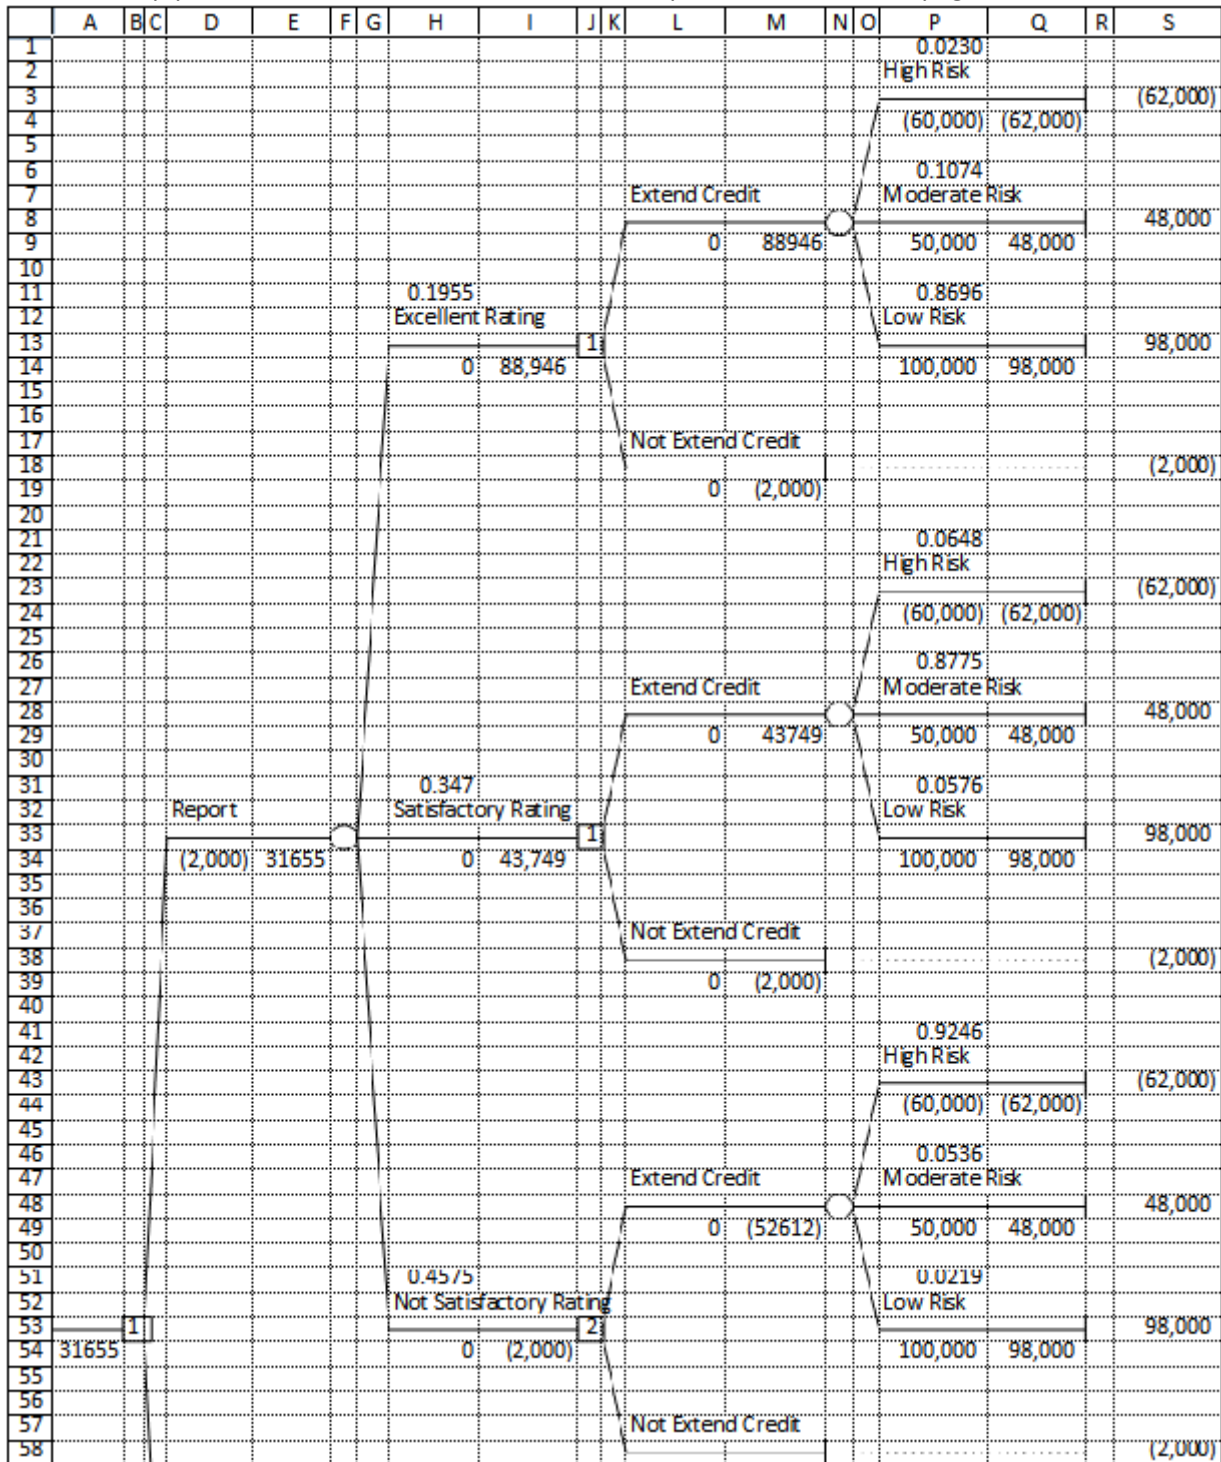 A B C D E F G H I J K L M N O P Q R S
1 0.0230
2 High Risk
3 (62,000)
4 (60,000) (62,000)
5
6 0.1074
7 Extend Credit Moderate Risk
8 48,000
9 0 88946 50,000 48,000
10
11 0.1955 0.8696
12 Excellent Rating Low Risk
13 1 98,000
14 0 88,946 100,000 98,000
15
16
17 Not Extend Credit
18 (2,000)
19 0 (2,000)
20
21 0.0648
22 High Risk
23 (62,000)
24 (60,000) (62,000)
25
26 0.8775
27 Extend Credit Moderate Risk
28 48,000
29 0 43749 50,000 48,000
30
31 0.347 0.0576
32 Report Satisfactory Rating Low Risk
33 1 98,000
34 (2,000) 31655 0 43,749 100,000 98,000
35
36
37 Not Extend Credit
38 (2,000)
39 0 (2,000)
40
41 0.9246
42 High Risk
43 (62,000)
44 (60,000) (62,000)
45
46 0.0536
47 Extend Credit Moderate Risk
48 48,000
49 0 (52612) 50,000 48,000
50
51 0.4575 0.0219
52 Not Satisfactory Rating Low Risk
53 1 2 98,000
54 31655 0 (2,000) 100,000 98,000
55
56
57 Not Extend Credit
58 (2,000)